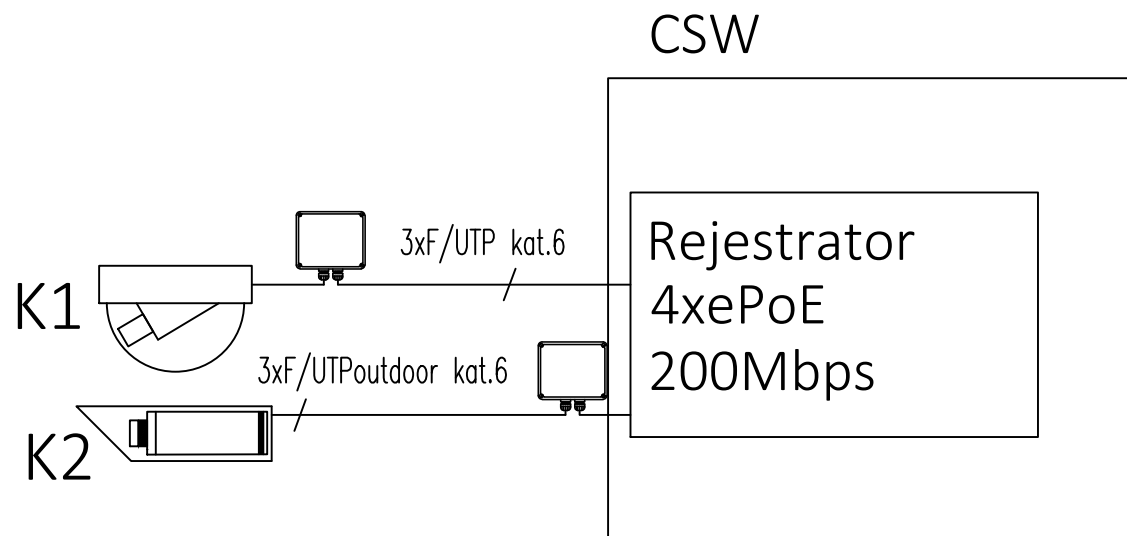 CSW
3xF/UTP kat.6
Rejestrator
4xePoE
200Mbps
K1
3xF/UTPoutdoor kat.6
K2